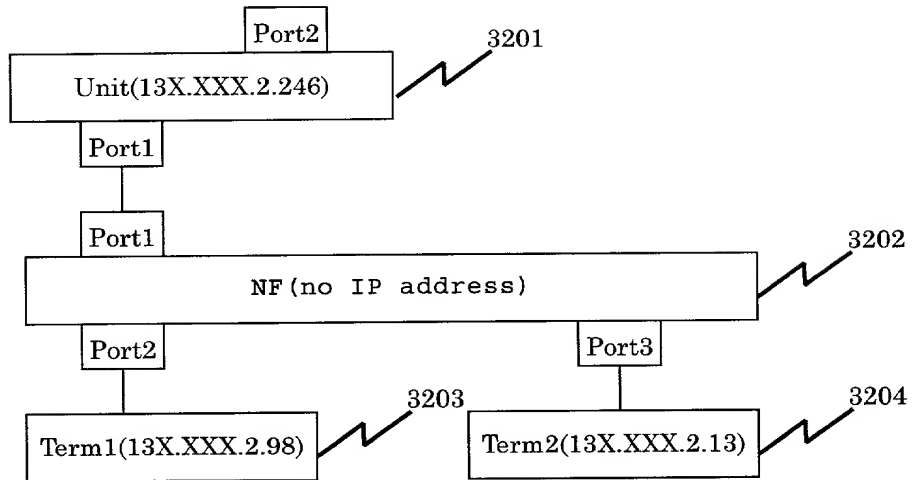 Port2
3201
Unit(13X.XXX.2.246)
Port1
Port1
3202
NF(no IP address)
Port2
Port3
3203
3204
Term1(13X.XXX.2.98)
Term2(13X.XXX.2.13)